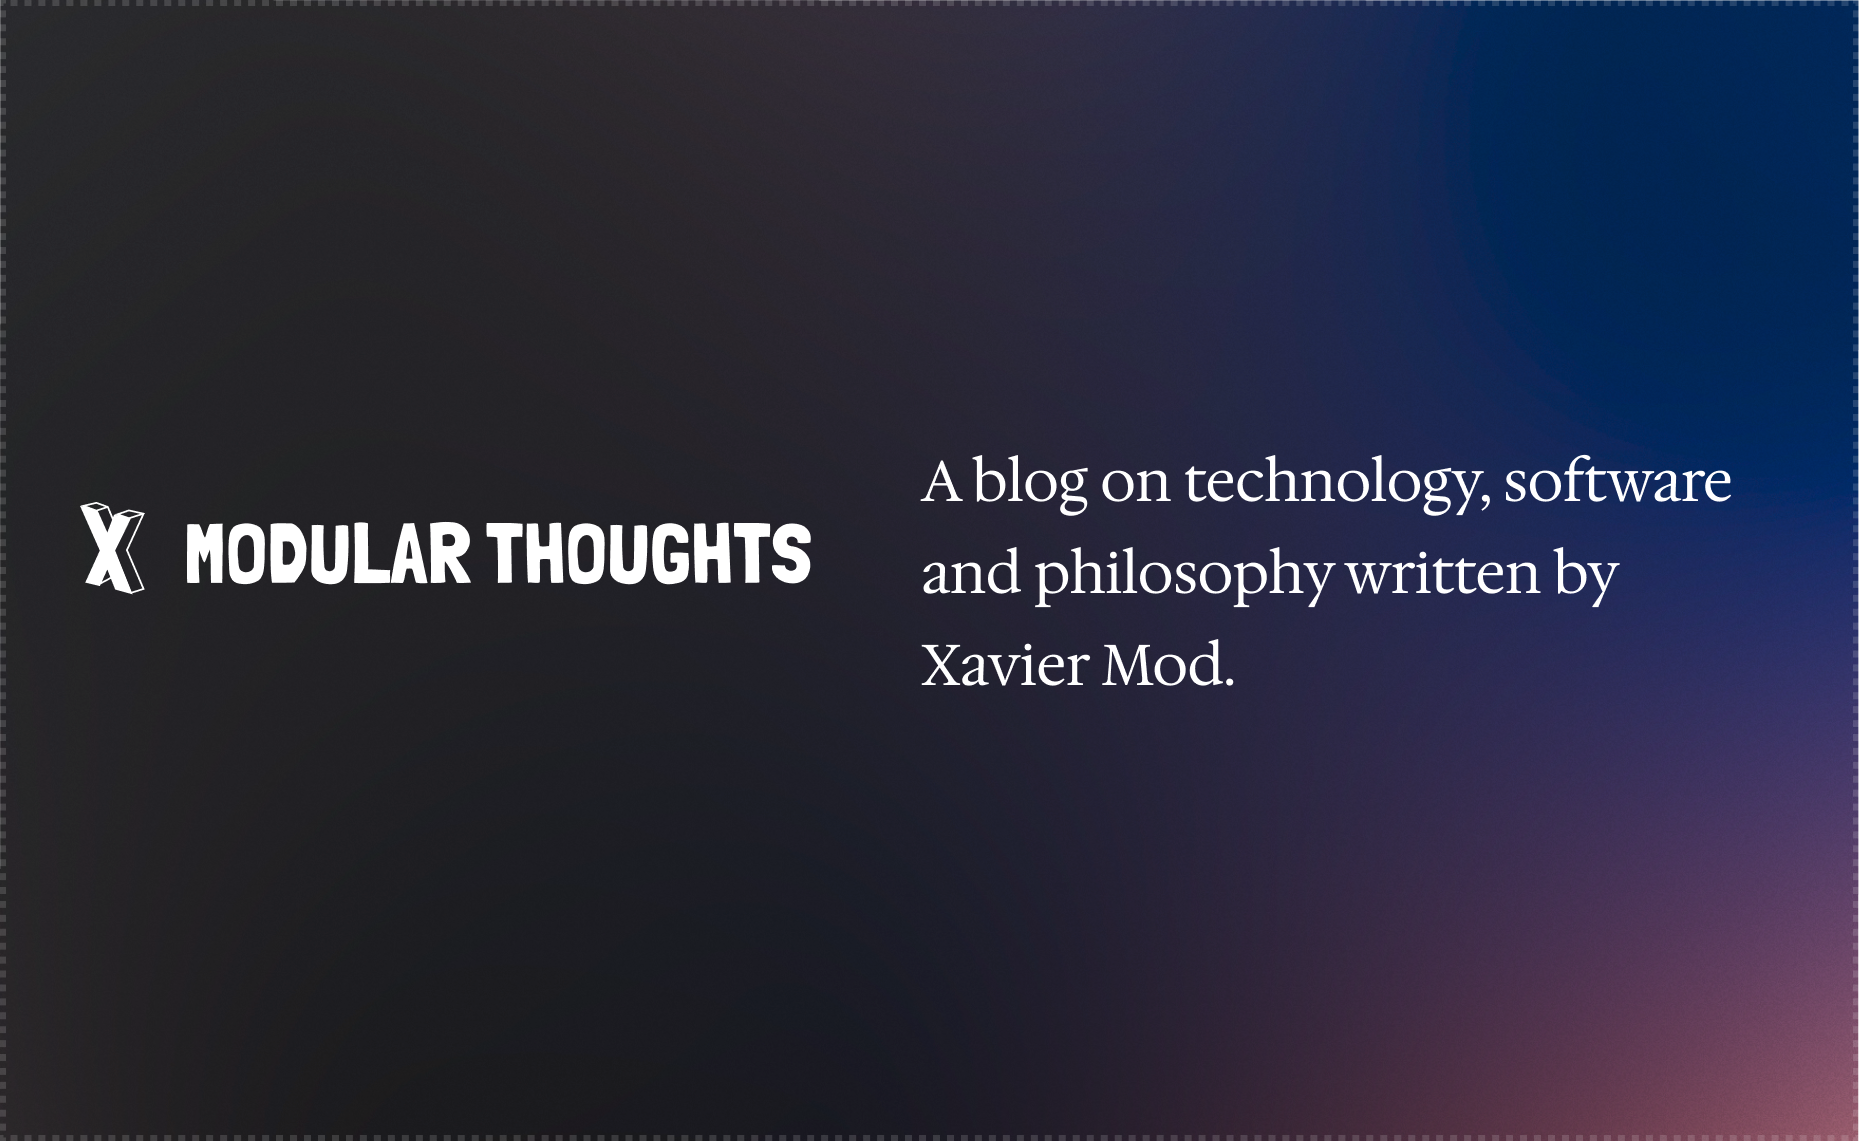 X MODULAR THOUGHTS
A blog on technology, software
and philosophy written by
Xavier Mod.